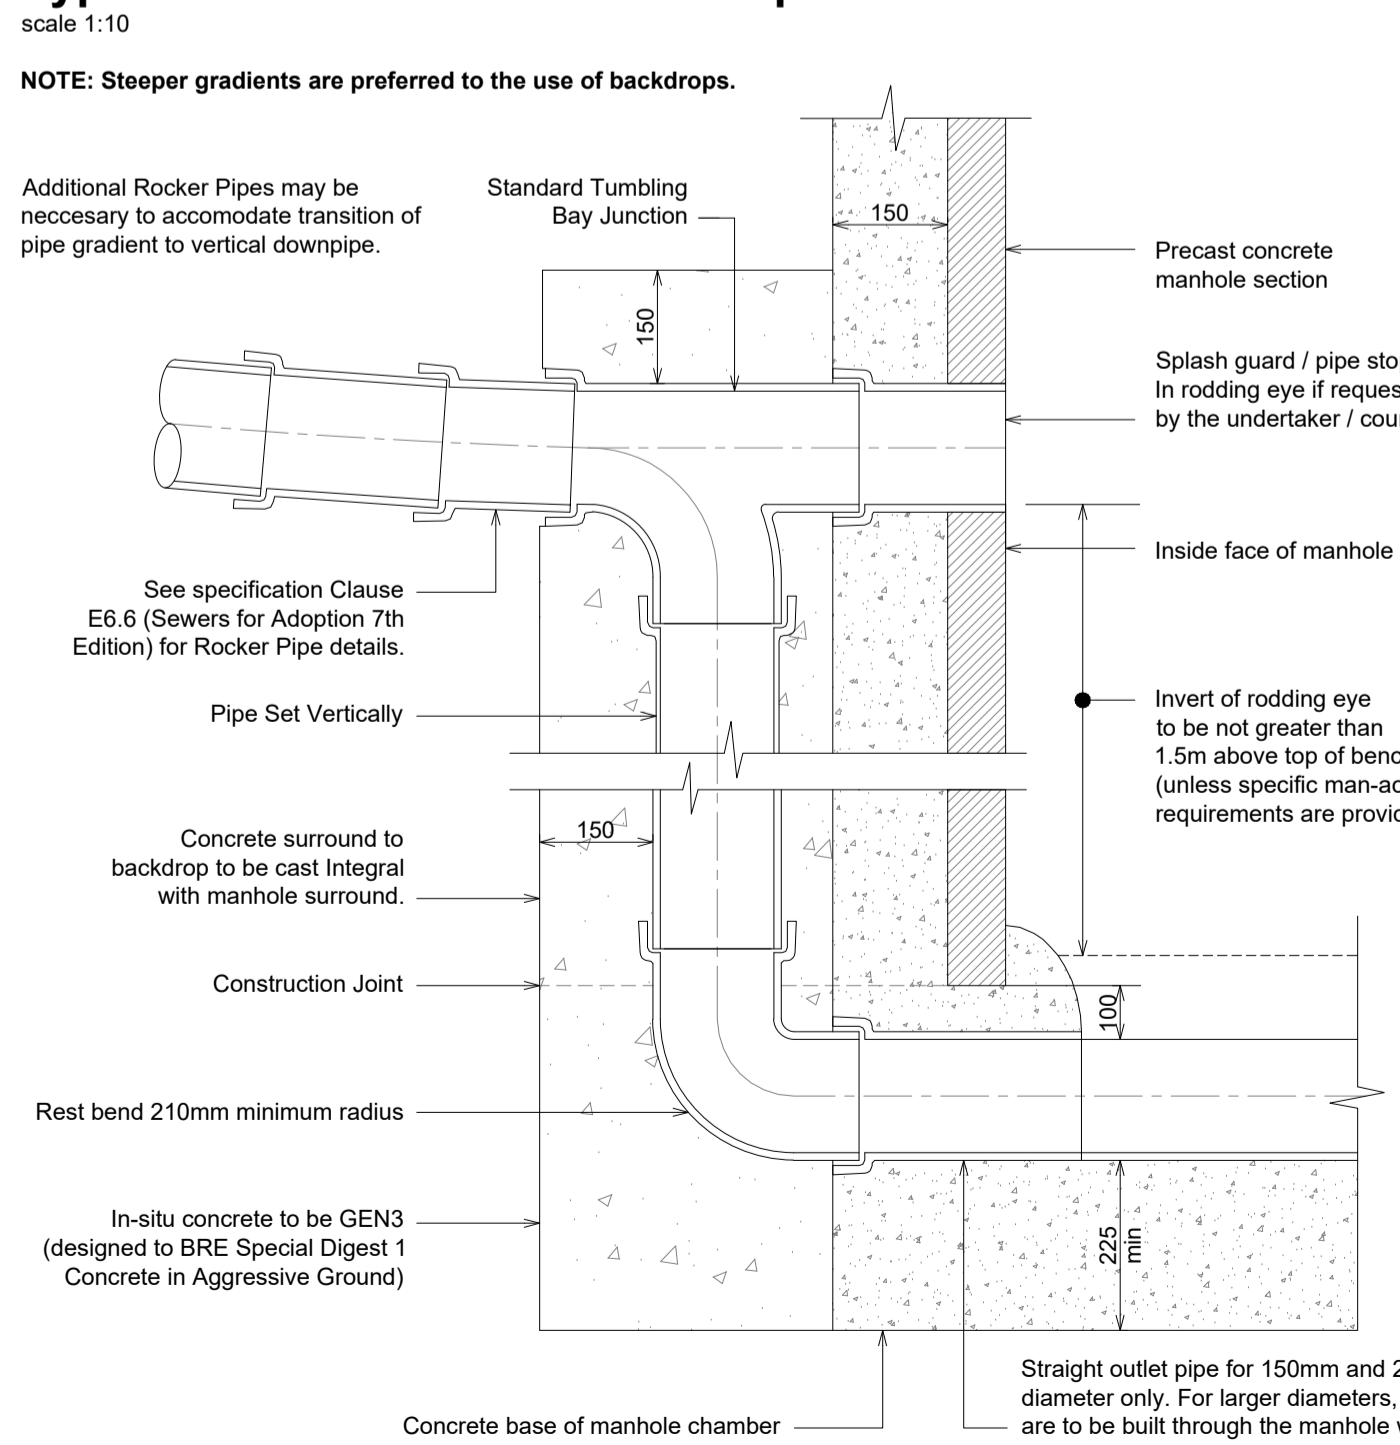 scale 1:10
NOTE: Steeper gradients are preferred to the use of backdrops.
Additional Rocker Pipes may be
neccesary to accomodate transition of
pipe gradient to vertical downpipe.
Standard Tumbling
Bay Junction
150
150
Precast concrete
manhole section
Splash guard / pipe
In rodding eye if
by the undertaker /
Inside face of manhole
See specification Clause
E6.6 (Sewers for Adoption 7th
Edition) for Rocker Pipe details.
Pipe Set Vertically
Invert of rodding eye
to be not greater than
1.5m above top of
(unless specific
requirements are
150
Concrete surround to
backdrop to be cast Integral
with manhole surround.
Construction Joint
100
Rest bend 210mm minimum radius
In-situ concrete to be GEN3
(designed to BRE Special Digest 1
Concrete in Aggressive Ground)
225
min
Concrete base of manhole chamber
Straight outlet pipe for 150mm and
diameter only. For larger diameters,
are to be built through the manhole